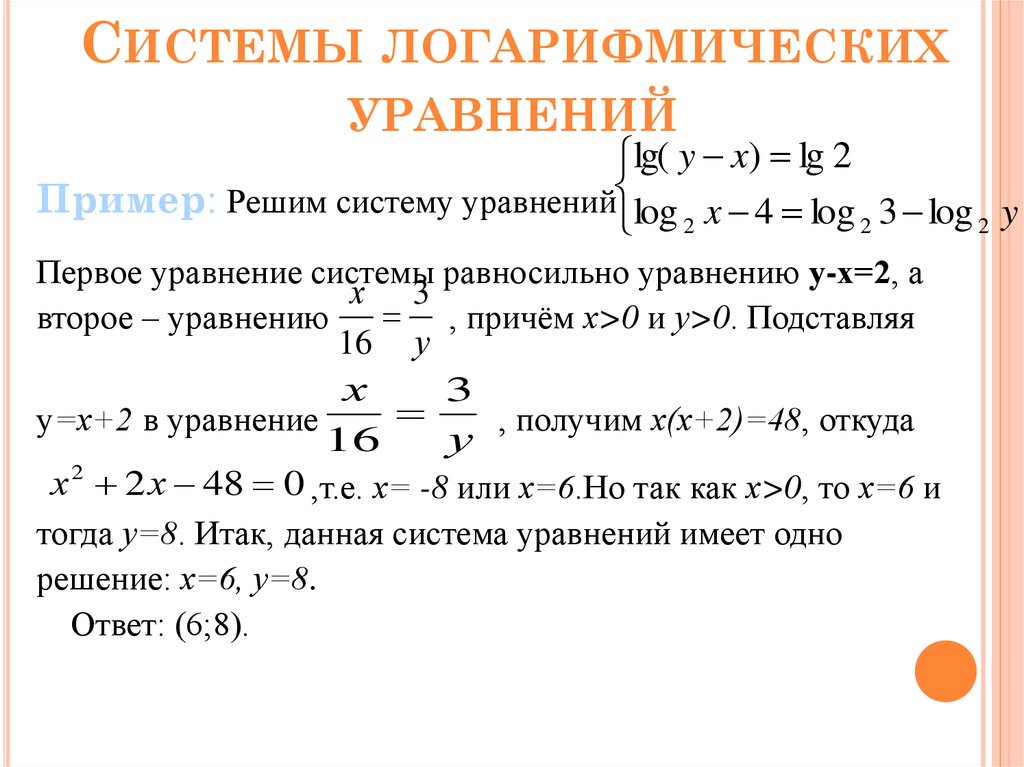 СИСТЕМЫ ЛОГАРИФМИЧЕСКИХ
УРАВНЕНИЙ
Пример: Решим систему уравнений { lg( y − x) = lg 2
log₂ x − 4 = log₂ 3 − log₂ y
Первое уравнение системы равносильно уравнению у-х=2, а
второе – уравнению x/16 = 3/y , причём х>0 и у>0. Подставляя
у=х+2 в уравнение x/16 = 3/y , получим х(х+2)=48, откуда
x² + 2x − 48 = 0 ,т.е. х= -8 или х=6.Но так как х>0, то х=6 и
тогда у=8. Итак, данная система уравнений имеет одно
решение: х=6, у=8.
Ответ: (6;8).